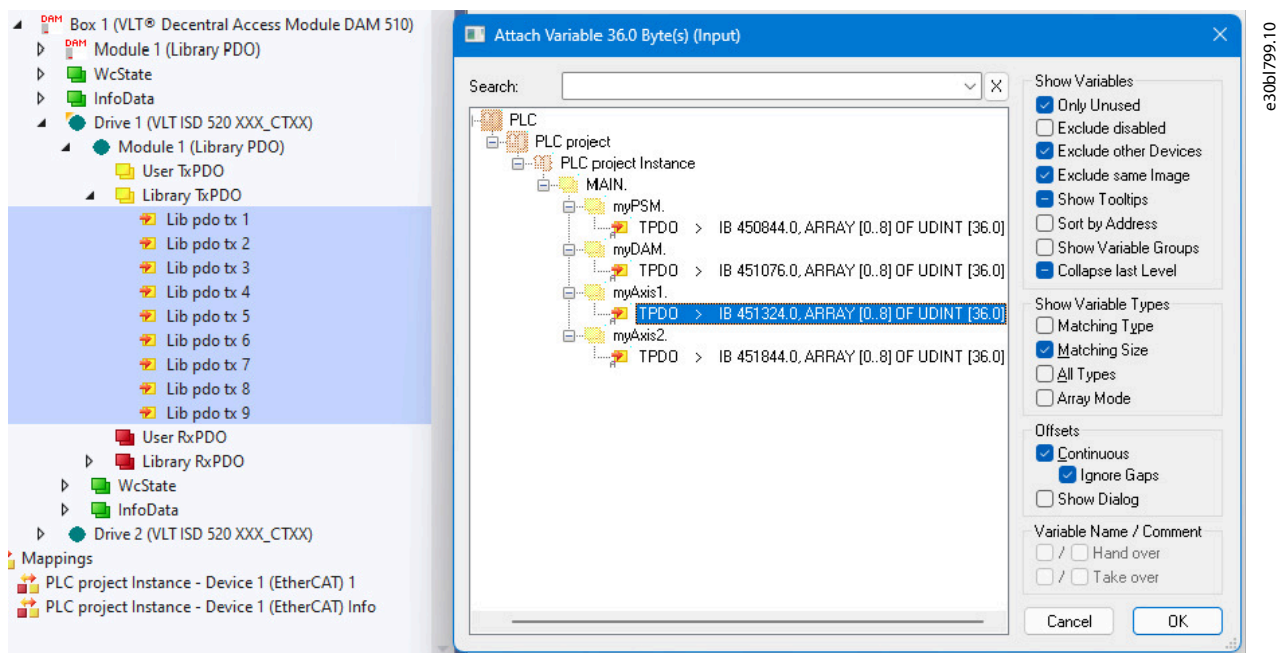 DAM Box 1 (VLT® Decentral Access Module DAM 510)
DAM Module 1 (Library PDO)
WcState
InfoData
Drive 1 (VLT ISD 520 XXX_CTXX)
Module 1 (Library PDO)
User TxPDO
Library TxPDO
Lib pdo tx 1
Lib pdo tx 2
Lib pdo tx 3
Lib pdo tx 4
Lib pdo tx 5
Lib pdo tx 6
Lib pdo tx 7
Lib pdo tx 8
Lib pdo tx 9
User RxPDO
Library RxPDO
WcState
InfoData
Drive 2 (VLT ISD 520 XXX_CTXX)
Mappings
PLC project Instance - Device 1 (EtherCAT) 1
PLC project Instance - Device 1 (EtherCAT) Info
Attach Variable 36.0 Byte(s) (Input)
Search:
X
PLC
PLC project
PLC project Instance
MAIN.
myPSM.
TPDO > IB 450844.0, ARRAY [0..8] OF UDINT [36.0]
myDAM.
TPDO > IB 451076.0, ARRAY [0..8] OF UDINT [36.0]
myAxis1.
TPDO > IB 451324.0, ARRAY [0..8] OF UDINT [36.0]
myAxis2.
TPDO > IB 451844.0, ARRAY [0..8] OF UDINT [36.0]
Show Variables
Only Unused
Exclude disabled
Exclude other Devices
Exclude same Image
Show Tooltips
Sort by Address
Show Variable Groups
Collapse last Level
Show Variable Types
Matching Type
Matching Size
All Types
Array Mode
Offsets
Continuous
Ignore Gaps
Show Dialog
Variable Name / Comment
/ Hand over
/ Take over
Cancel
OK
e30bl799.10